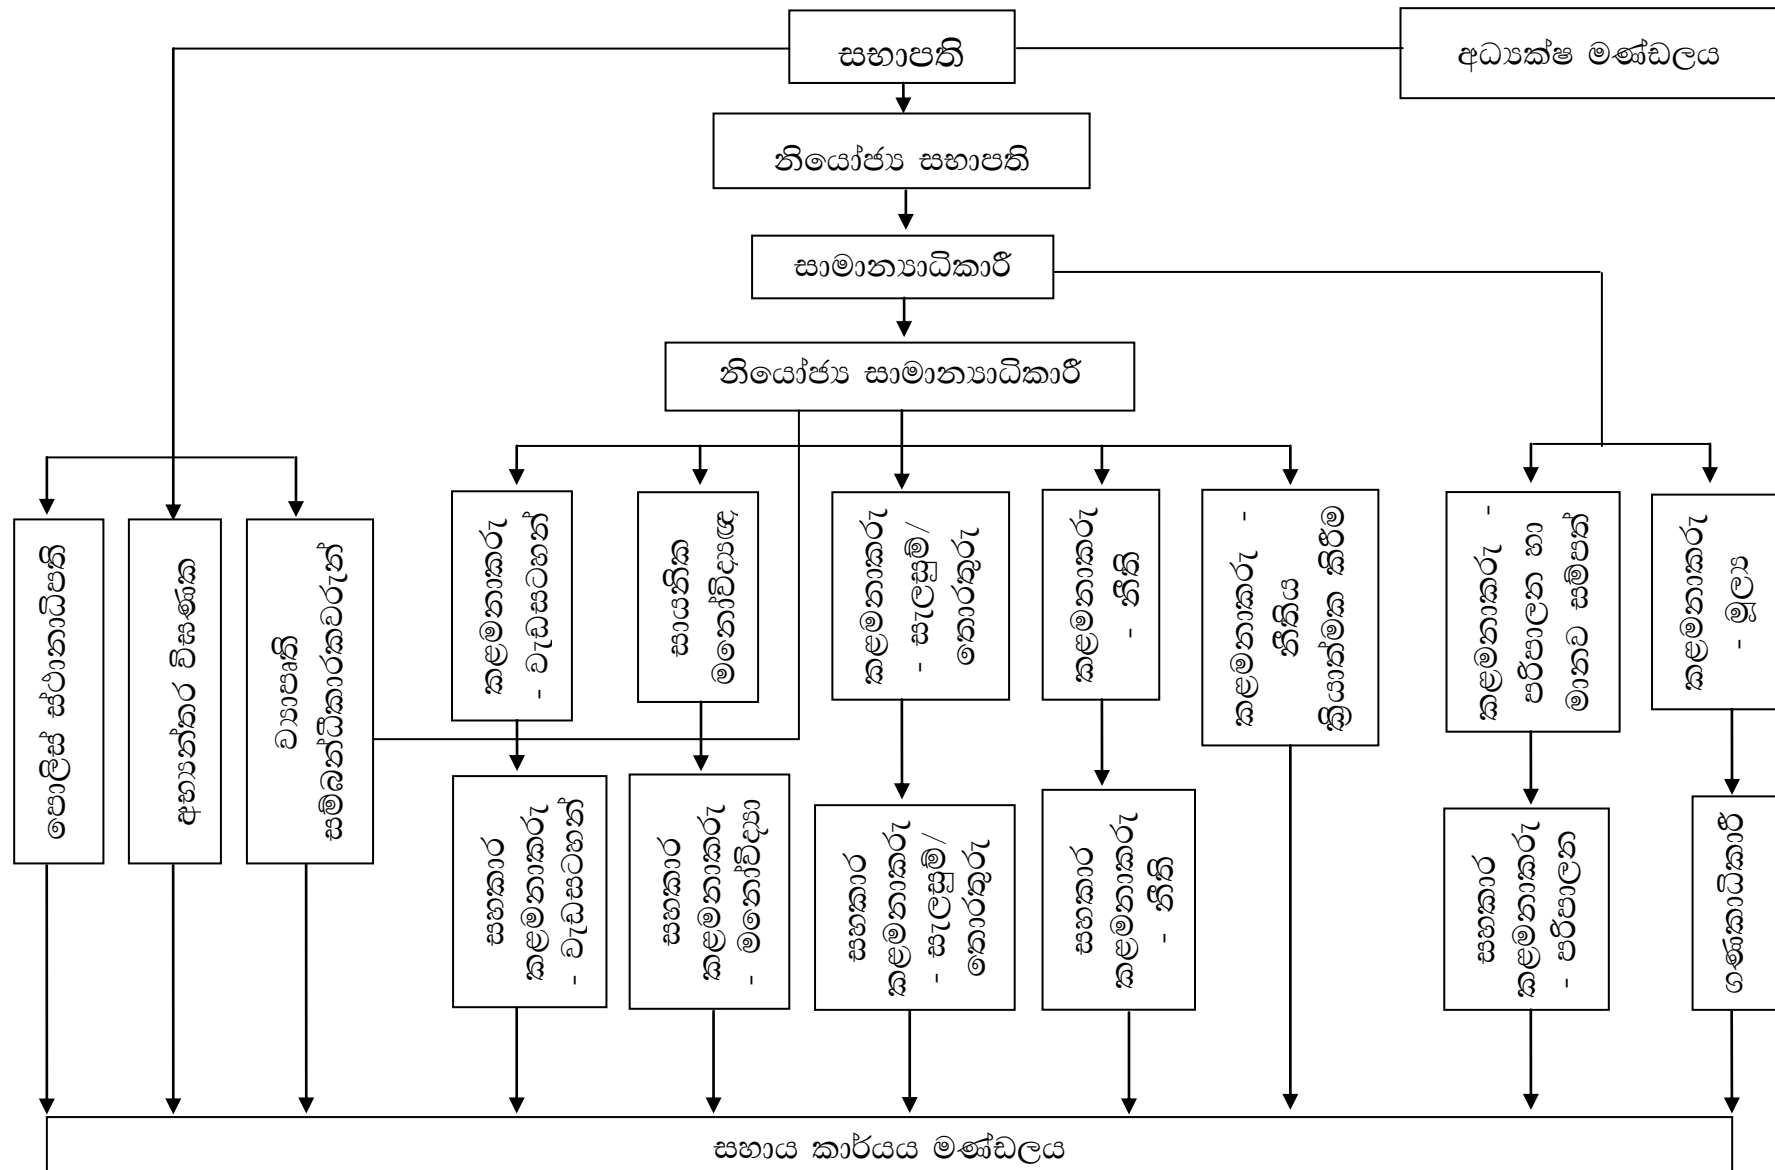 සභාපති
අධ්‍යක්ෂ මණ්ඩලය
නියෝජ්‍ය සභාපති
සාමාන්‍යාධිකාරී
නියෝජ්‍ය සාමාන්‍යාධිකාරී
පොලිස් ස්ථානාධිපති
අභ්‍යන්තර විගණක
ව්‍යාපෘති
සම්බන්ධීකාරකවරුන්
කළමනාකරු
- වැඩසටහන්
සායනික
මනෝවිද්‍යාඥ
කළමනාකරු
- සැලසුම්/
තොරතුරු
කළමනාකරු
- නීති
කළමනාකරු -
නීතිය
ක්‍රියාත්මක කිරීම
කළමනාකරු -
පරිපාලන හා
මානව සම්පත්
කළමනාකරු
- මූල්‍ය
සහකාර
කළමනාකරු
- වැඩසටහන්
සහකාර
කළමනාකරු
- මනෝවිද්‍යා
සහකාර
කළමනාකරු
- සැලසුම්/
තොරතුරු
සහකාර
කළමනාකරු
- නීති
සහකාර
කළමනාකරු
- පරිපාලන
ගණකාධිකාරී
සහාය කාර්යය මණ්ඩලය